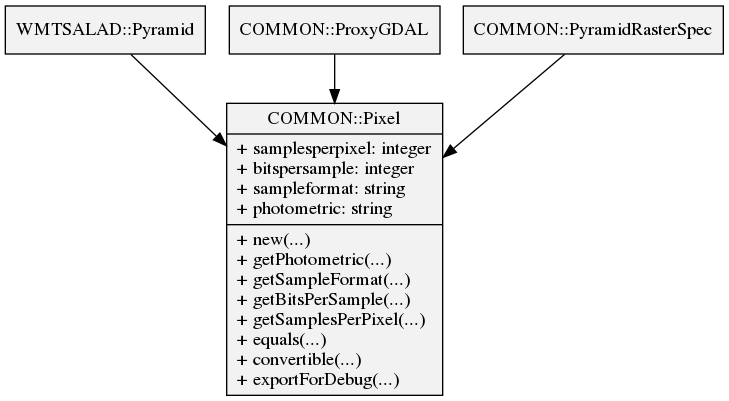 WMTSALAD::Pyramid
COMMON::ProxyGDAL
COMMON::PyramidRasterSpec
COMMON::Pixel
+ samplesperpixel: integer
+ bitspersample: integer
+ sampleformat: string
+ photometric: string
+ new(...)
+ getPhotometric(...)
+ getSampleFormat(...)
+ getBitsPerSample(...)
+ getSamplesPerPixel(...)
+ equals(...)
+ convertible(...)
+ exportForDebug(...)